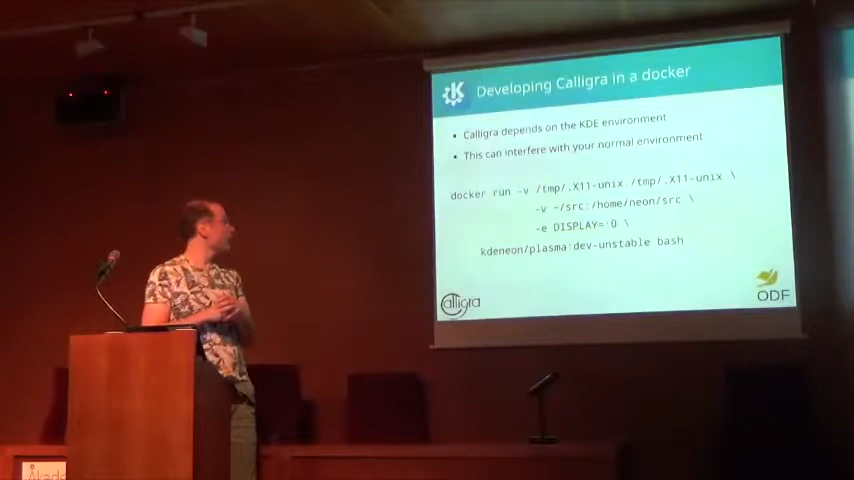 Developing Calligra in a docker
• Calligra depends on the KDE environment
• This can interfere with your normal environment
docker run -v /tmp/.X11-unix:/tmp/.X11-unix \
-v ~/src:/home/neon/src \
-e DISPLAY=:0 \
kdeneon/plasma:dev-unstable bash
Calligra
ODF
Akade